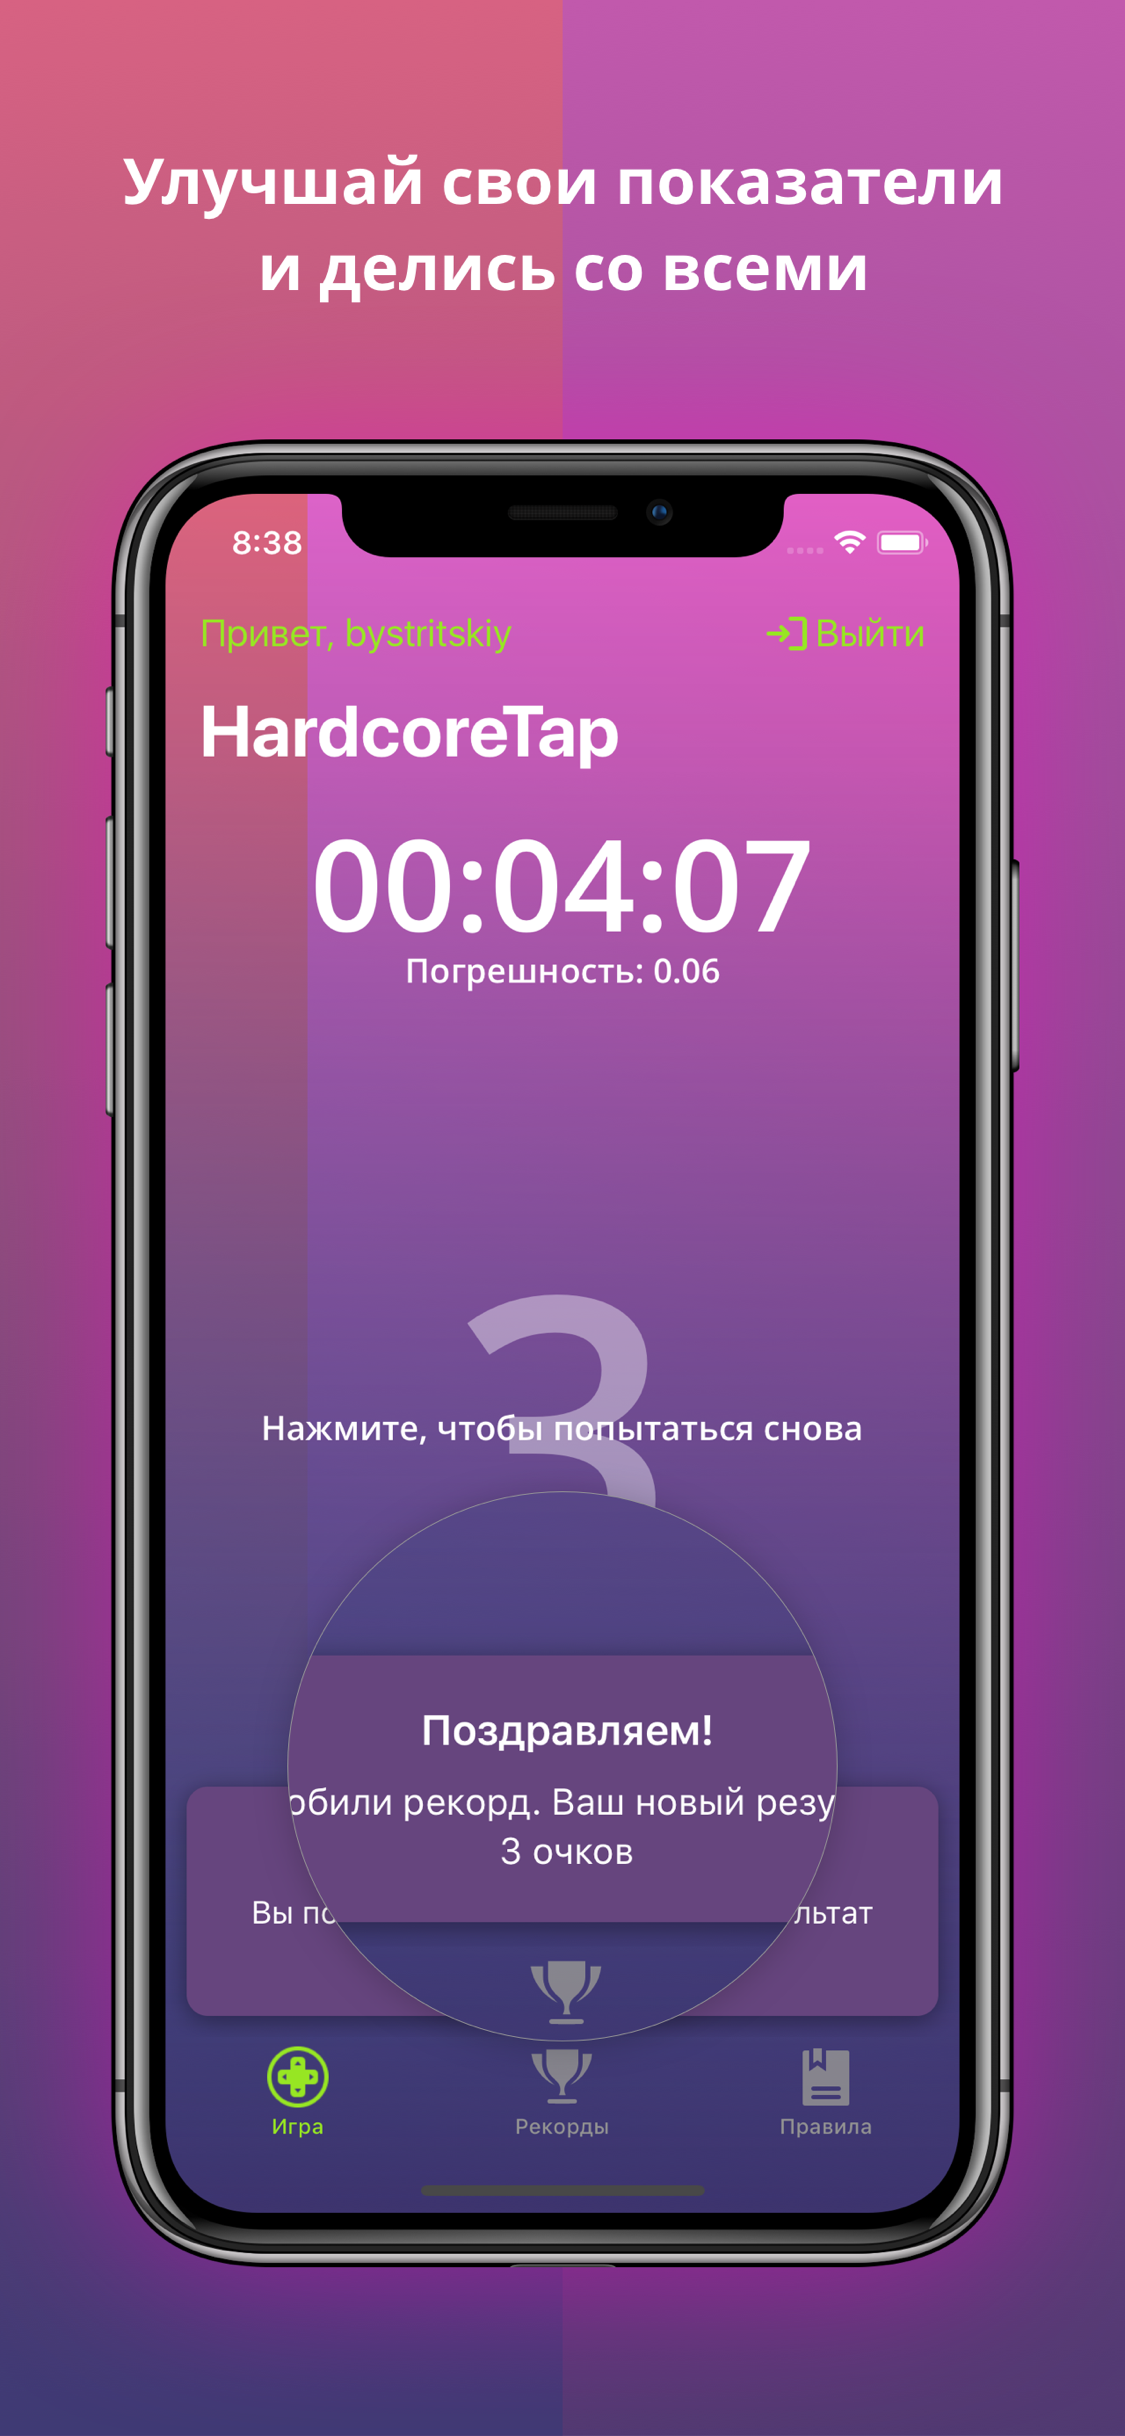 Улучшай свои показатели
и делись со всеми
8:38
Привет, bystritskiy
Выйти
HardcoreTap
00:04:07
Погрешность: 0.06
3
Нажмите, чтобы попытаться снова
Поздравляем!
обили рекорд. Ваш новый резу
3 очков
Вы по
льтат
Игра
Рекорды
Правила